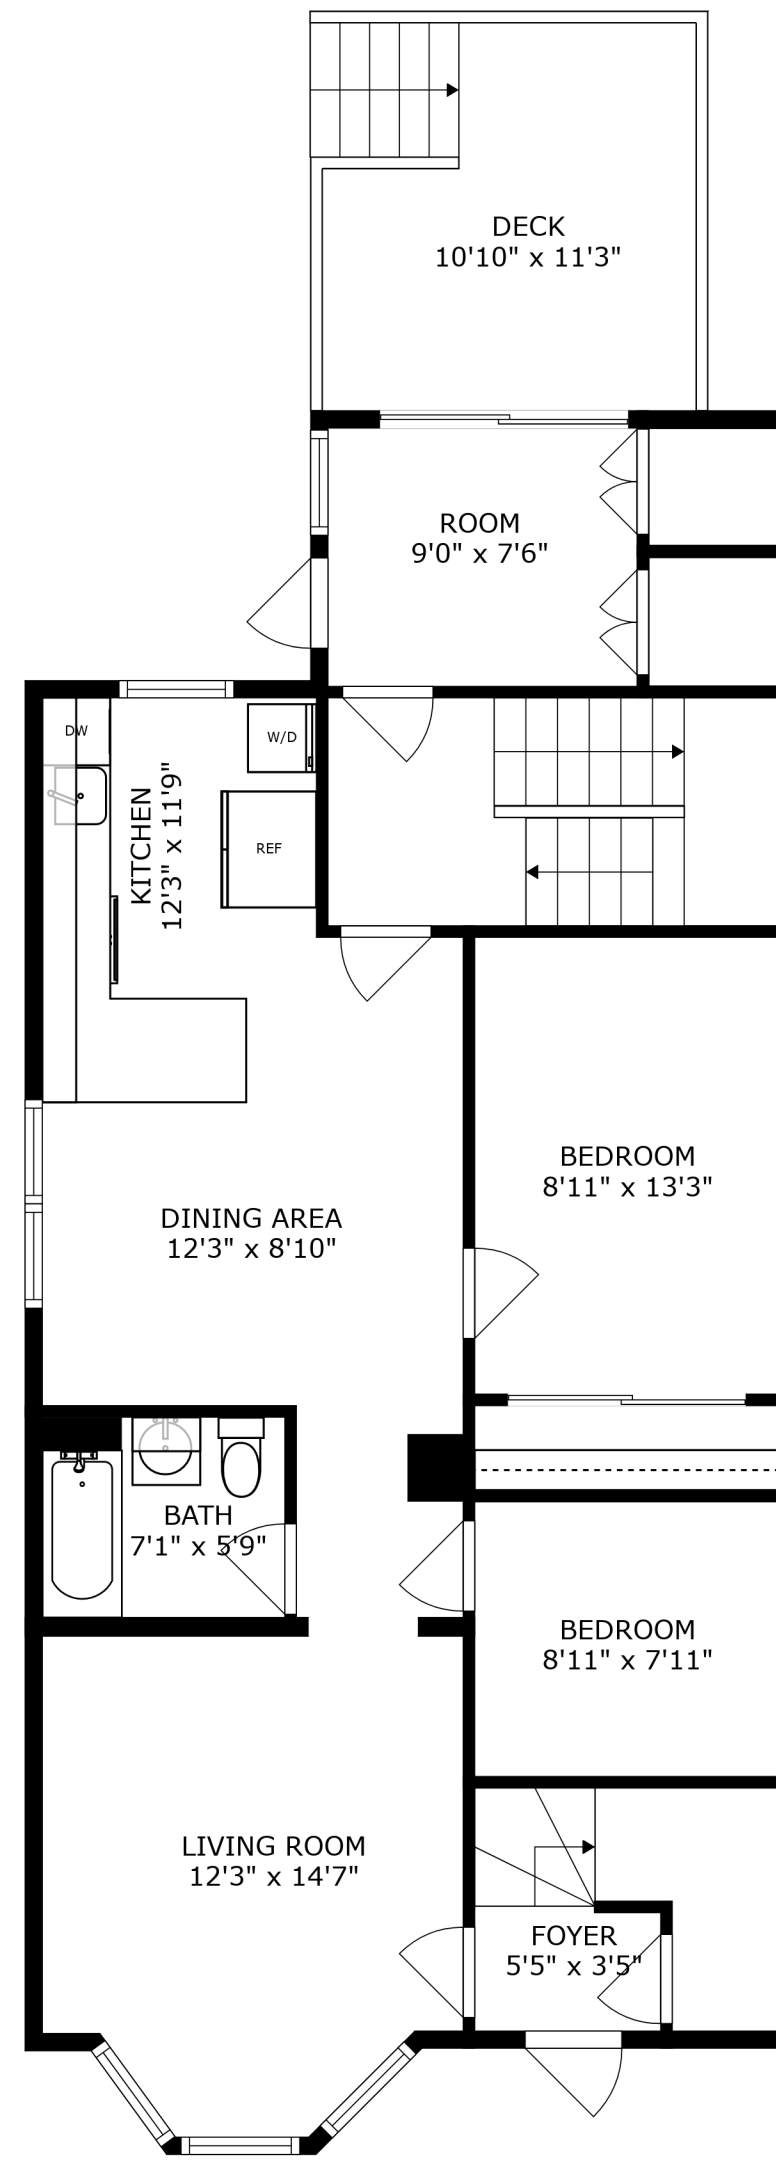 DECK
10'10" x 11'3"
ROOM
9'0" x 7'6"
DW
W/D
KITCHEN
12'3" x 11'9"
REF
BEDROOM
8'11" x 13'3"
DINING AREA
12'3" x 8'10"
BATH
7'1" x 5'9"
BEDROOM
8'11" x 7'11"
LIVING ROOM
12'3" x 14'7"
FOYER
5'5" x 3'5"